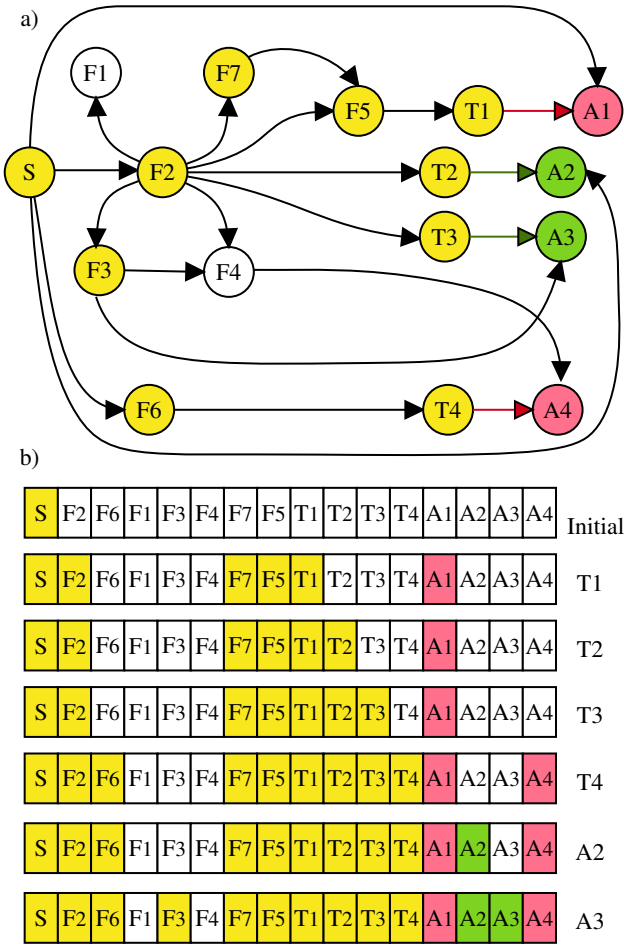 a)
F1 F7 F5 T1 A1
S F2 T2 A2
T3 A3
F3 F4
F6 T4 A4
b)
S F2 F6 F1 F3 F4 F7 F5 T1 T2 T3 T4 A1 A2 A3 A4 Initial
S F2 F6 F1 F3 F4 F7 F5 T1 T2 T3 T4 A1 A2 A3 A4 T1
S F2 F6 F1 F3 F4 F7 F5 T1 T2 T3 T4 A1 A2 A3 A4 T2
S F2 F6 F1 F3 F4 F7 F5 T1 T2 T3 T4 A1 A2 A3 A4 T3
S F2 F6 F1 F3 F4 F7 F5 T1 T2 T3 T4 A1 A2 A3 A4 T4
S F2 F6 F1 F3 F4 F7 F5 T1 T2 T3 T4 A1 A2 A3 A4 A2
S F2 F6 F1 F3 F4 F7 F5 T1 T2 T3 T4 A1 A2 A3 A4 A3